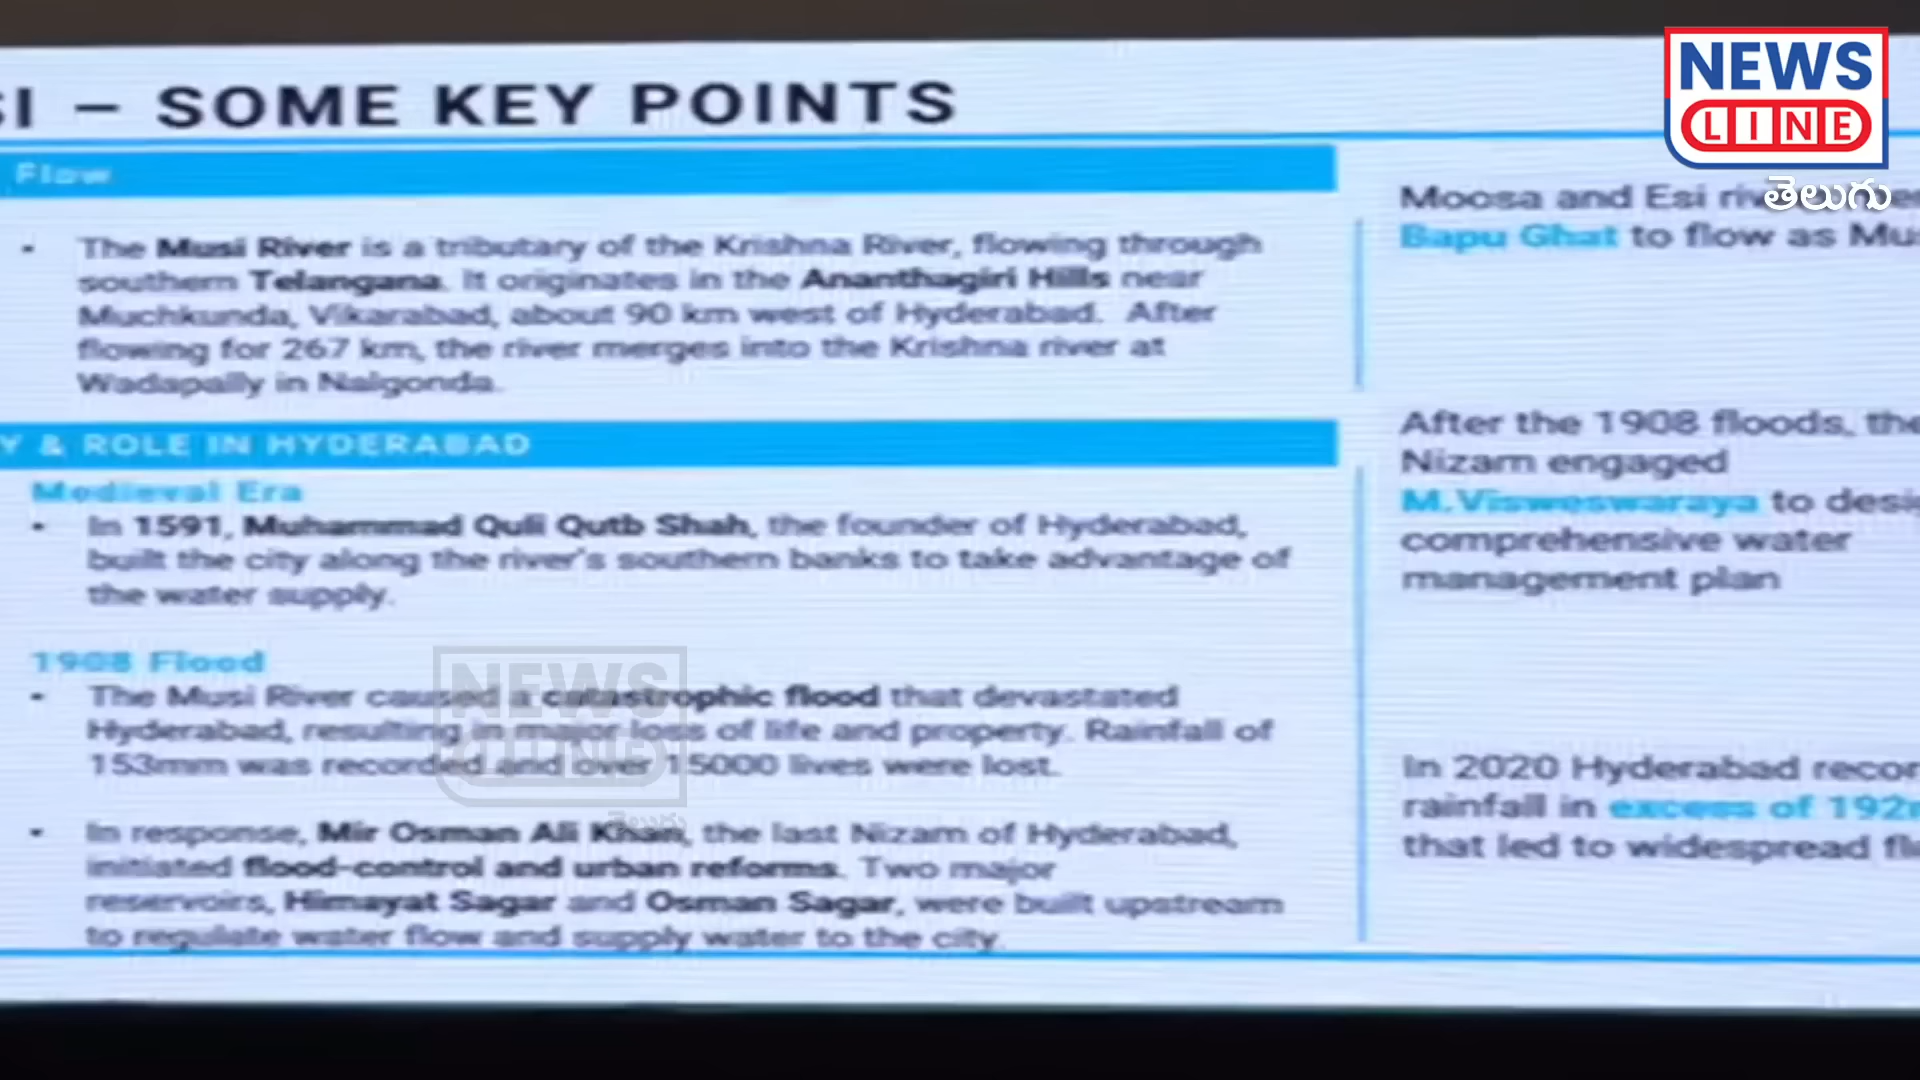 SI – SOME KEY POINTS
Flow
• The Musi River is a tributary of the Krishna River, flowing through
southern Telangana. It originates in the Ananthagiri Hills near
Muchkunda, Vikarabad, about 90 km west of Hyderabad. After
flowing for 267 km, the river merges into the Krishna river at
Wadapally in Nalgonda.
Y & ROLE IN HYDERABAD
Medieval Era
• In 1591, Muhammad Quli Qutb Shah, the founder of Hyderabad,
built the city along the river's southern banks to take advantage of
the water supply.
1908 Flood
• The Musi River caused a catastrophic flood that devastated
Hyderabad, resulting in major loss of life and property. Rainfall of
153mm was recorded and over 15000 lives were lost.
• In response, Mir Osman Ali Khan, the last Nizam of Hyderabad,
initiated flood-control and urban reforms. Two major
reservoirs, Himayat Sagar and Osman Sagar, were built upstream
to regulate water flow and supply water to the city.
Moosa and Esi
Bapu Ghat to flow as Mus
After the 1908 floods, the
Nizam engaged
M.Visweswaraya to desig
comprehensive water
management plan
In 2020 Hyderabad recor
rainfall in excess of 192m
that led to widespread fl
NEWS
LINE
తెలుగు
NEWS
LINE
తెలుగు